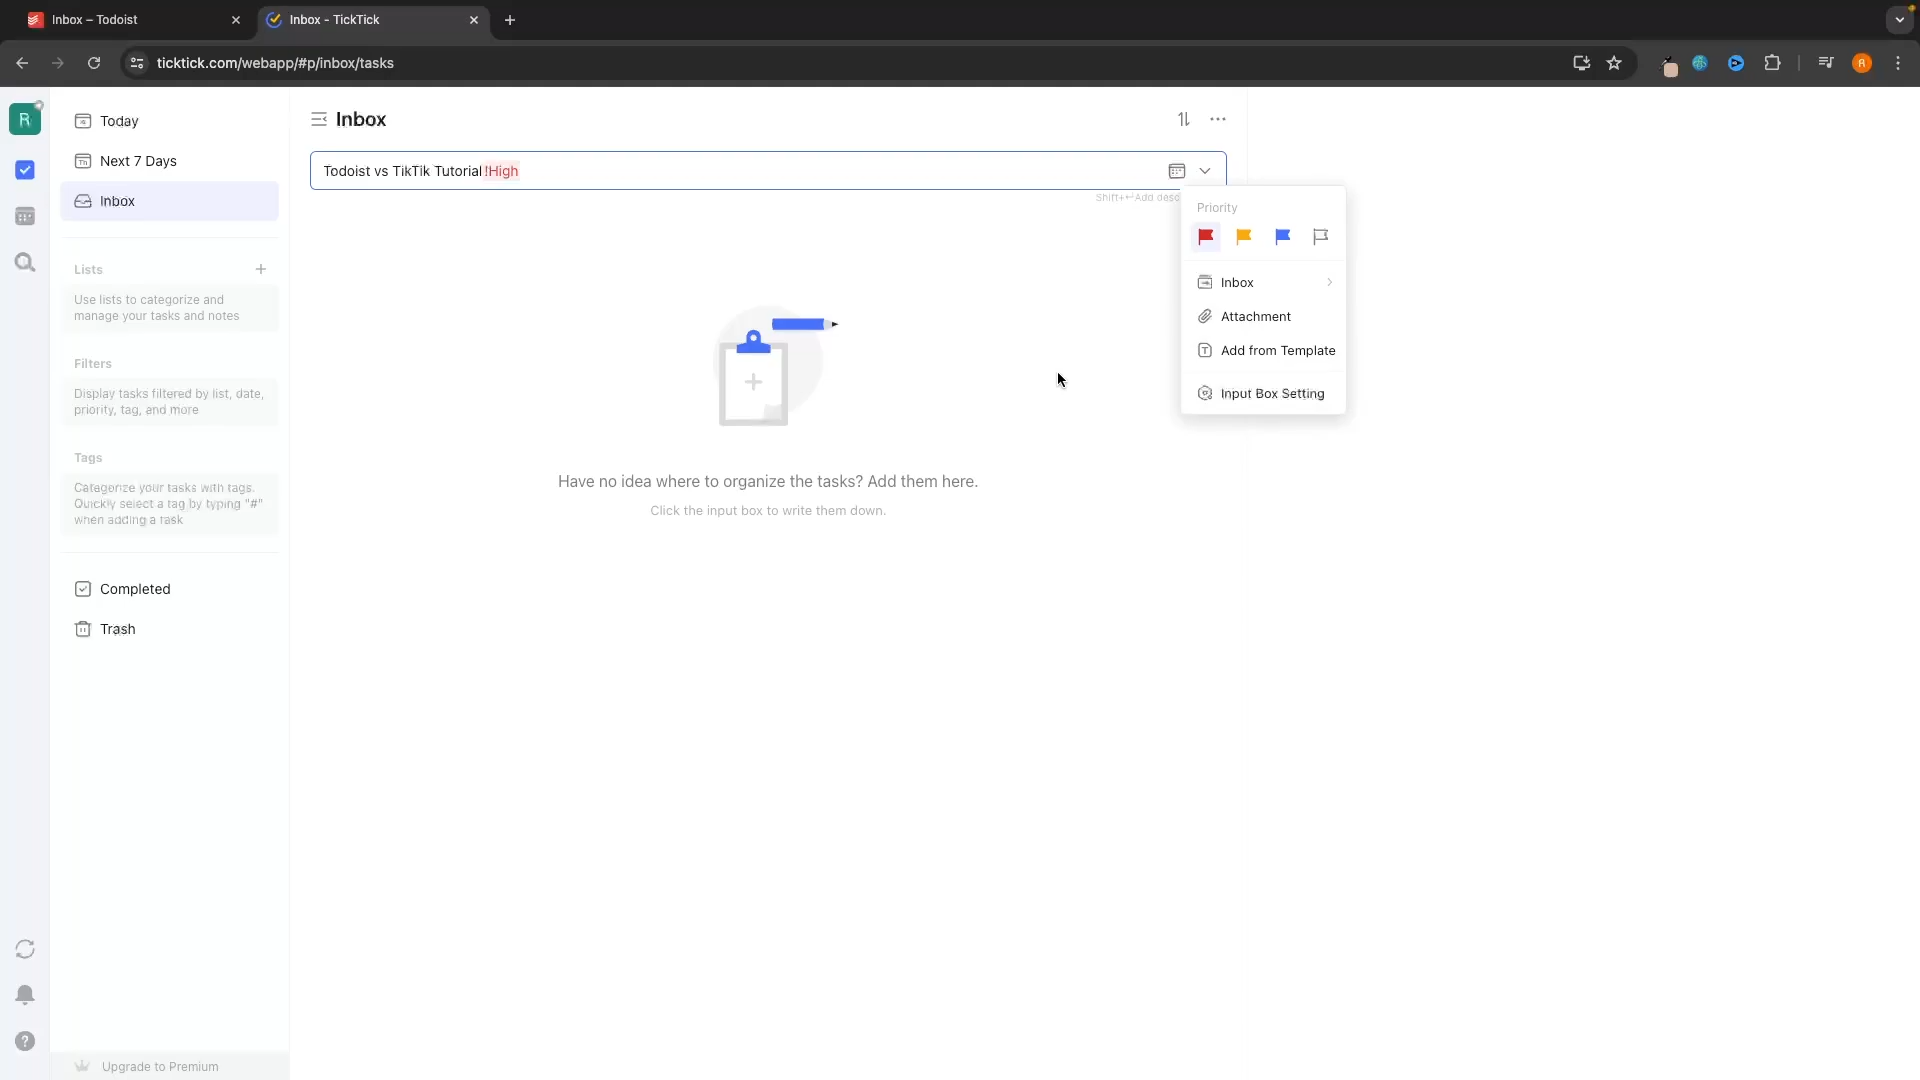 Inbox – Todoist
Inbox - TickTick
ticktick.com/webapp/#p/inbox/tasks
R
R
Today
Next 7 Days
Inbox
Lists
Use lists to categorize and
manage your tasks and notes
Filters
Display tasks filtered by list, date,
priority, tag, and more
Tags
Categorize your tasks with tags.
Quickly select a tag by typing "#"
when adding a task
Completed
Trash
Upgrade to Premium
Inbox
Todoist vs TikTik Tutorial !High
Shift+↵Add desc
Priority
Inbox
Attachment
Add from Template
Input Box Setting
Have no idea where to organize the tasks? Add them here.
Click the input box to write them down.